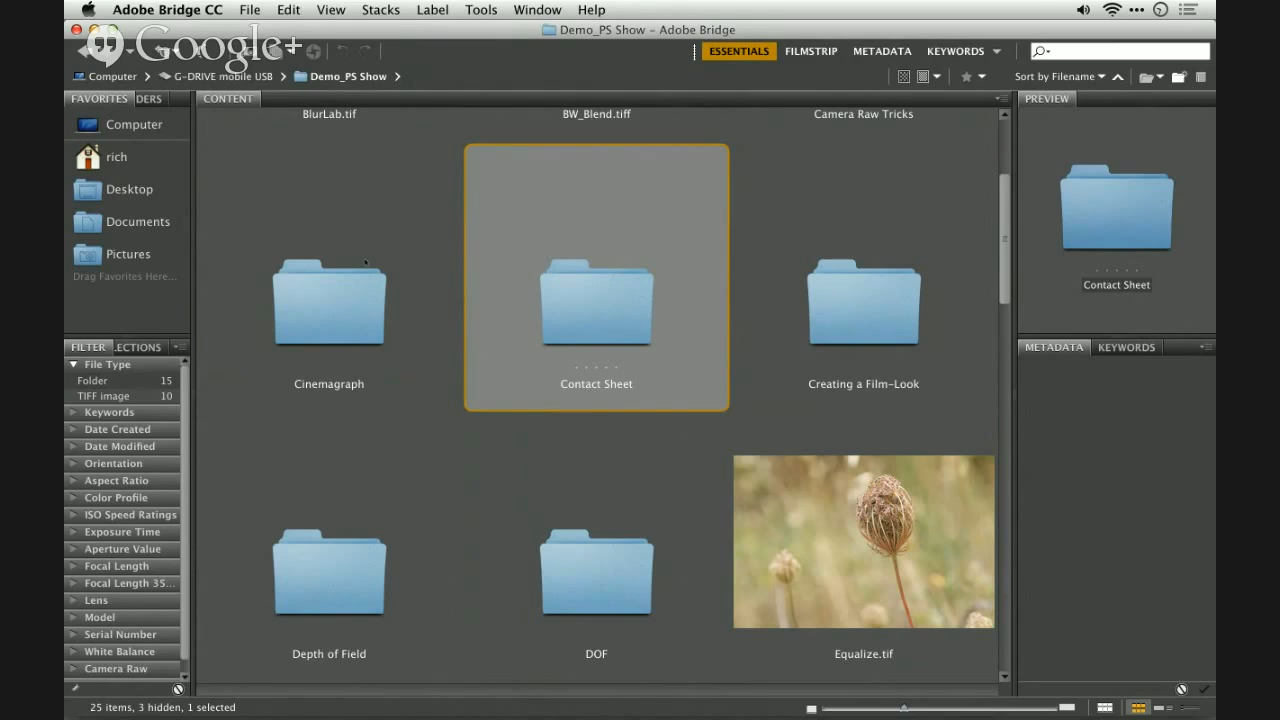 Adobe Bridge CC File Edit View Stacks Label Tools Window Help
Google+
Demo_PS Show – Adobe Bridge
ESSENTIALS FILMSTRIP METADATA KEYWORDS
Computer G-DRIVE mobile USB Demo_PS Show
Sort by Filename
FAVORITES DERS
Computer
rich
Desktop
Documents
Pictures
Drag Favorites Here...
FILTER LECTIONS
File Type
Folder 15
TIFF image 10
Keywords
Date Created
Date Modified
Orientation
Aspect Ratio
Color Profile
ISO Speed Ratings
Exposure Time
Aperture Value
Focal Length
Focal Length 35...
Lens
Model
Serial Number
White Balance
Camera Raw
CONTENT
BlurLab.tif BW_Blend.tiff Camera Raw Tricks
Cinemagraph Contact Sheet Creating a Film-Look
Depth of Field DOF Equalize.tif
PREVIEW
Contact Sheet
METADATA KEYWORDS
25 items, 3 hidden, 1 selected